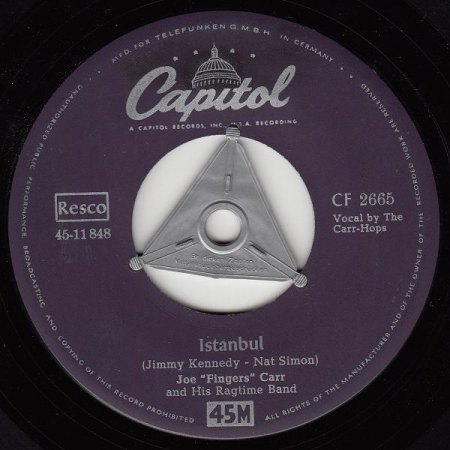 MFD. FOR TELEFUNKEN G.M.B.H. IN GERMANY.
UNAUTHORIZED PUBLIC PERFORMANCE, BROADCASTING AND COPYING OF THIS RECORD PROHIBITED
ALL RIGHTS OF THE MANUFACTURER AND OF THE OWNER OF THE RECORDED WORK ARE RESERVED
Capitol
A CAPITOL RECORDS, INC., U.S.A. RECORDING
Resco
45-11 848
CF 2665
Vocal by The
Carr-Hops
Istanbul
(Jimmy Kennedy - Nat Simon)
Joe "Fingers" Carr
and His Ragtime Band
45M